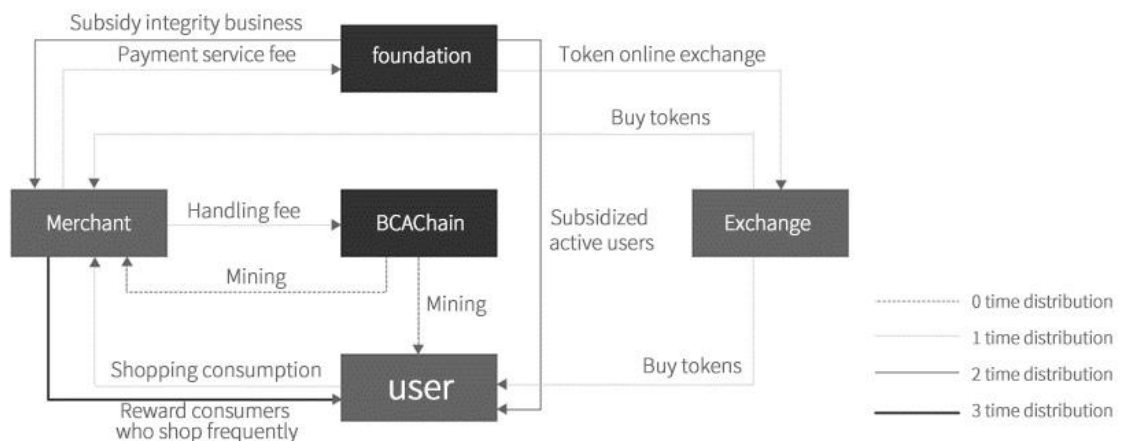 Subsidy integrity business
Payment service fee
foundation
Token online exchange
Buy tokens
Merchant
Handling fee
BCAChain
Subsidized
active users
Exchange
Mining
Mining
0 time distribution
1 time distribution
Shopping consumption
user
Buy tokens
2 time distribution
Reward consumers
who shop frequently
3 time distribution